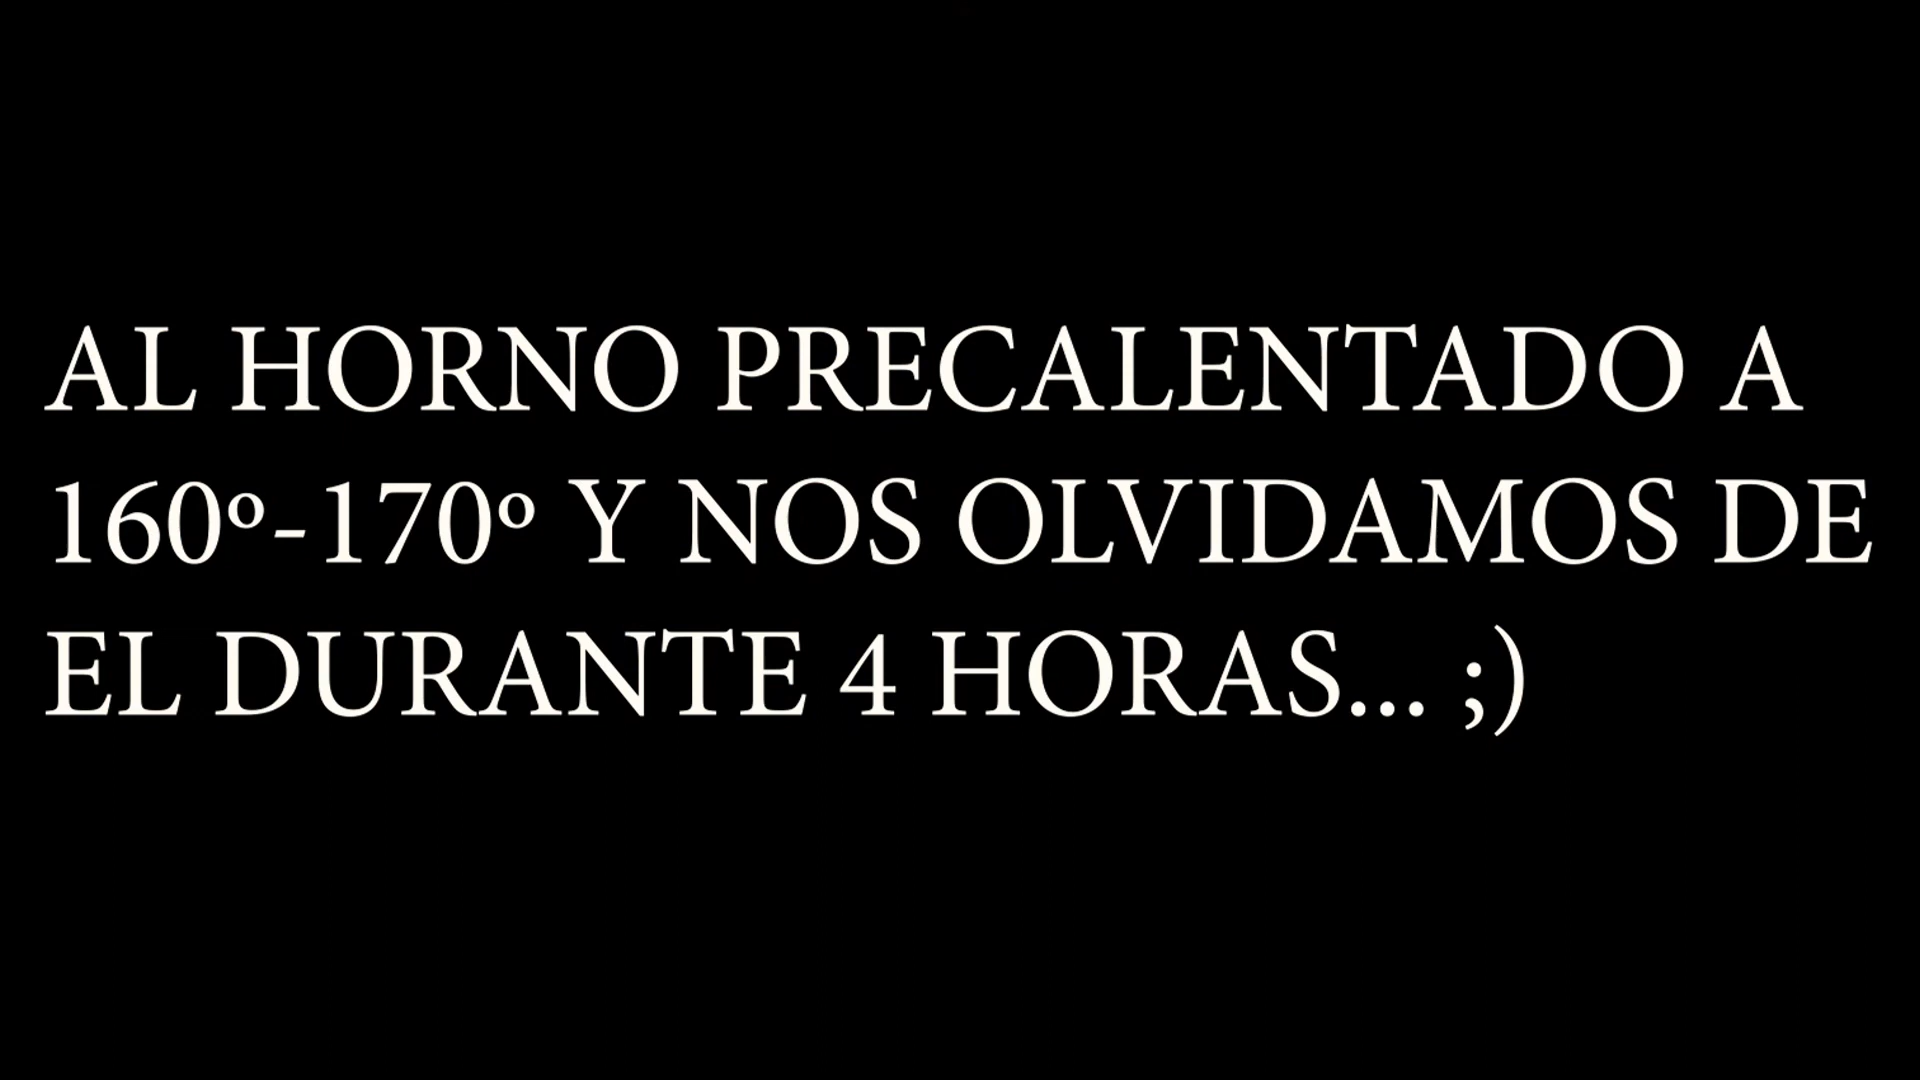 AL HORNO PRECALENTADO A
160º-170º Y NOS OLVIDAMOS DE
EL DURANTE 4 HORAS... ;)